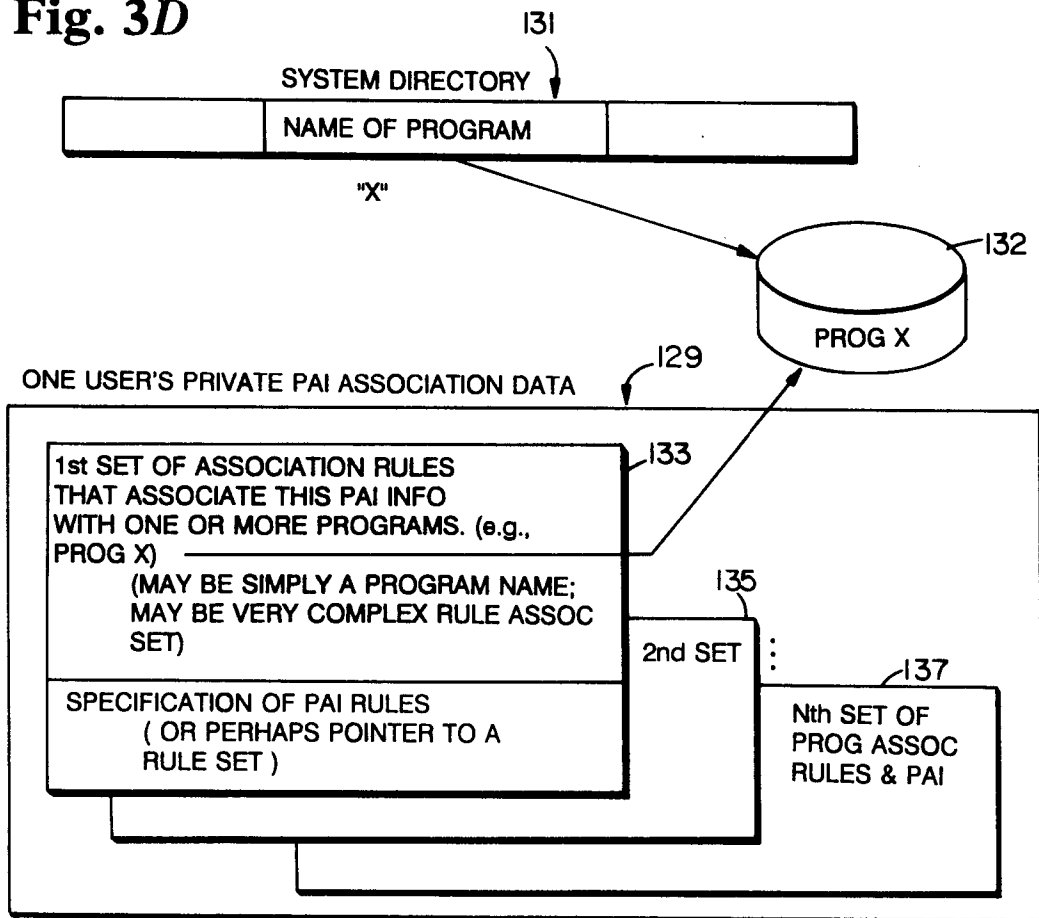 Fig. 3D
131
SYSTEM DIRECTORY
NAME OF PROGRAM
"X"
132
PROG X
129
ONE USER'S PRIVATE PAI ASSOCIATION DATA
133
1st SET OF ASSOCIATION RULES
THAT ASSOCIATE THIS PAI INFO
WITH ONE OR MORE PROGRAMS. (e.g.,
PROG X)
(MAY BE SIMPLY A PROGRAM NAME;
MAY BE VERY COMPLEX RULE ASSOC
SET)
SPECIFICATION OF PAI RULES
( OR PERHAPS POINTER TO A
RULE SET )
135
2nd SET
137
Nth SET OF
PROG ASSOC
RULES & PAI